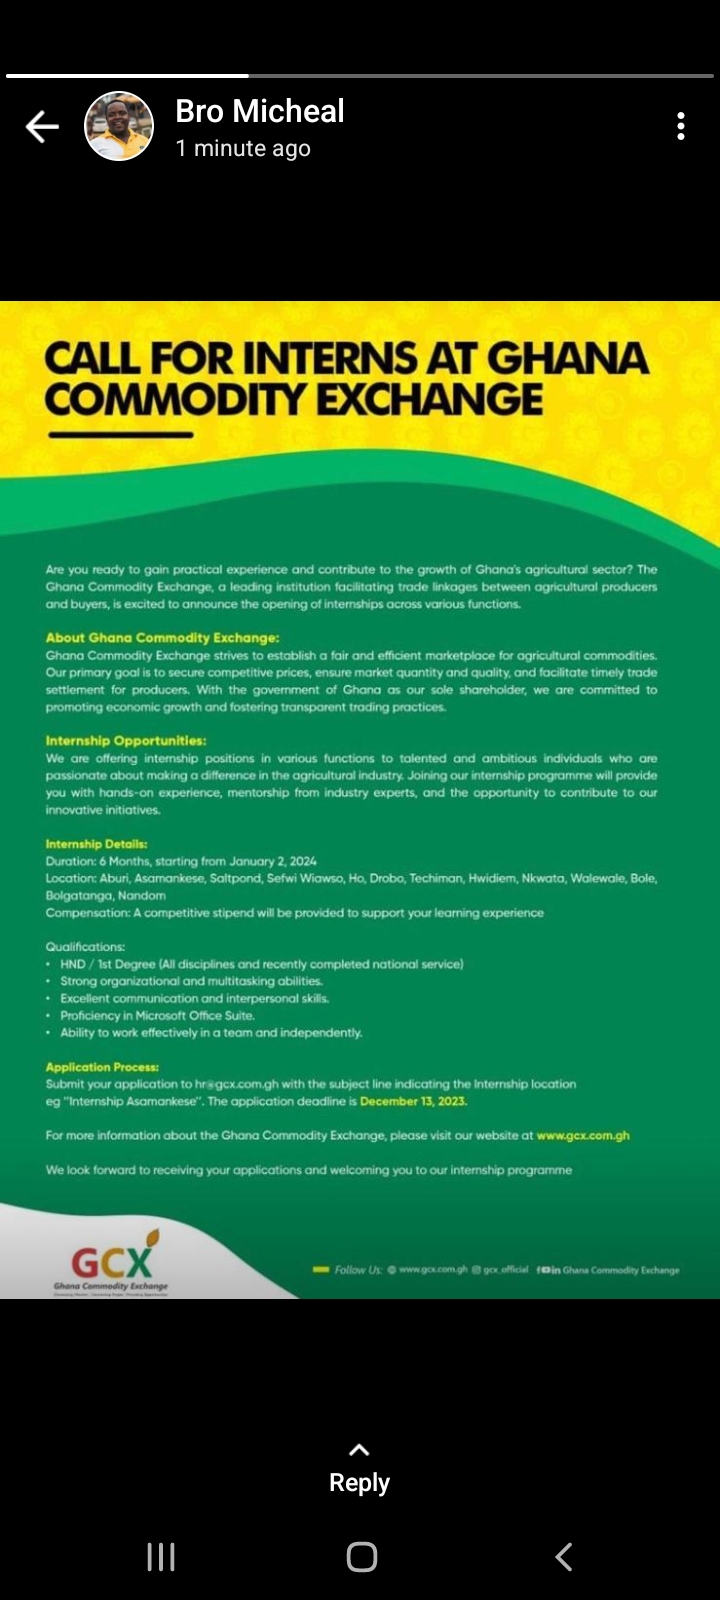 Bro Micheal
1 minute ago
CALL FOR INTERNS AT GHANA
COMMODITY EXCHANGE
Are you ready to gain practical experience and contribute to the growth of Ghana's agricultural sector? The
Ghana Commodity Exchange, a leading institution facilitating trade linkages between agricultural producers
and buyers, is excited to announce the opening of internships across various functions.
About Ghana Commodity Exchange:
Ghana Commodity Exchange strives to establish a fair and efficient marketplace for agricultural commodities.
Our primary goal is to secure competitive prices, ensure market quantity and quality, and facilitate timely trade
settlement for producers. With the government of Ghana as our sole shareholder, we are committed to
promoting economic growth and fostering transparent trading practices.
Internship Opportunities:
We are offering internship positions in various functions to talented and ambitious individuals who are
passionate about making a difference in the agricultural industry. Joining our internship programme will provide
you with hands-on experience, mentorship from industry experts, and the opportunity to contribute to our
innovative initiatives.
Internship Details:
Duration: 6 Months, starting from January 2, 2024
Location: Aburi, Asamankese, Saltpond, Sefwi Wiawso, Ho, Drobo, Techiman, Hwidiem, Nkwata, Walewale, Bole,
Bolgatanga, Nandom
Compensation: A competitive stipend will be provided to support your learning experience
Qualifications:
• HND / 1st Degree (All disciplines and recently completed national service)
• Strong organizational and multitasking abilities.
• Excellent communication and interpersonal skills.
• Proficiency in Microsoft Office Suite.
• Ability to work effectively in a team and independently.
Application Process:
Submit your application to hr@gcx.com.gh with the subject line indicating the Internship location
eg "Internship Asamankese". The application deadline is December 13, 2023.
For more information about the Ghana Commodity Exchange, please visit our website at www.gcx.com.gh
We look forward to receiving your applications and welcoming you to our internship programme
GCX
Ghana Commodity Exchange
Follow Us: www.gcx.com.gh gcx_official Ghana Commodity Exchange
Reply